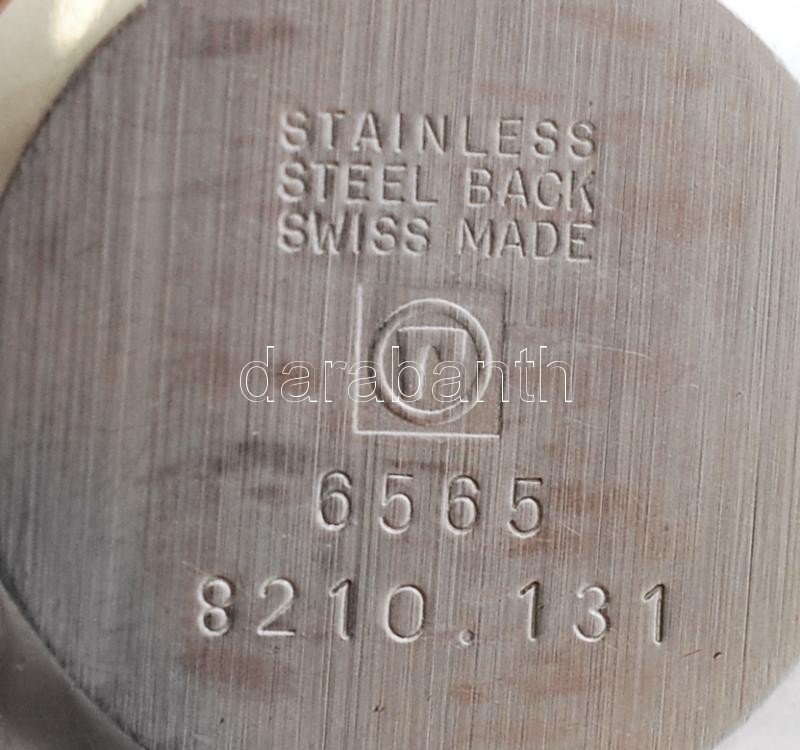 STAINLESS
STEEL BACK
SWISS MADE
darabanth
6565
8210.131